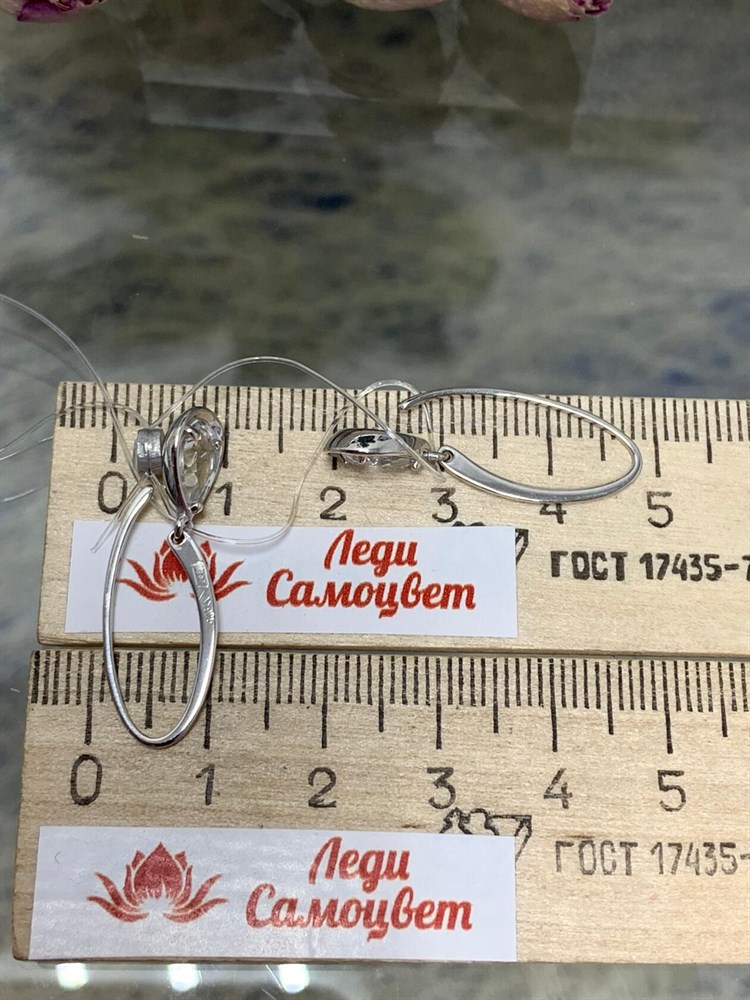 0 1 2 3 4 5
Леди
Самоцвет
ГОСТ 17435-7
0 1 2 3 4 5
Леди
Самоцвет
ГОСТ 17435-